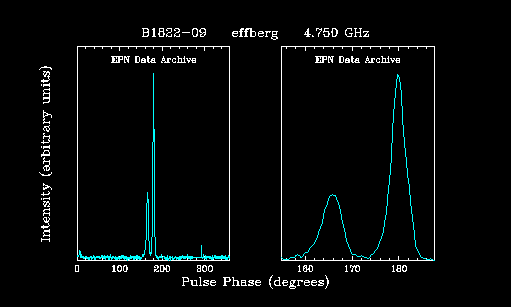 B1822-09 effberg 4.750 GHz
EPN Data Archive EPN Data Archive
Intensity (arbitrary units)
0 100 200 300 160 170 180
Pulse Phase (degrees)